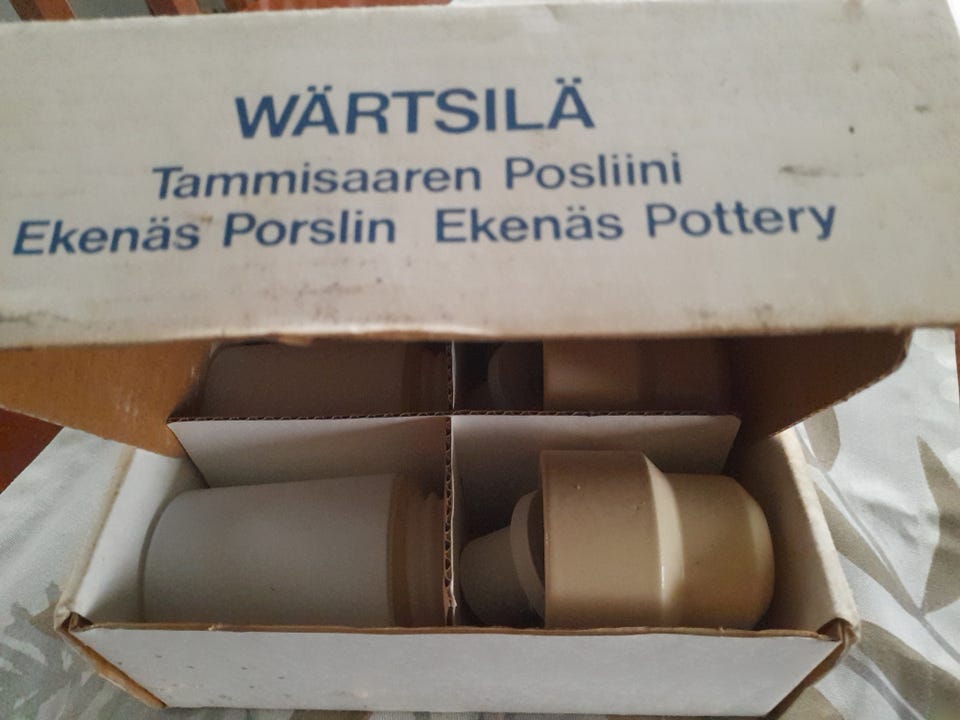 WÄRTSILÄ
Tammisaaren Posliini
Ekenäs Porslin Ekenäs Pottery